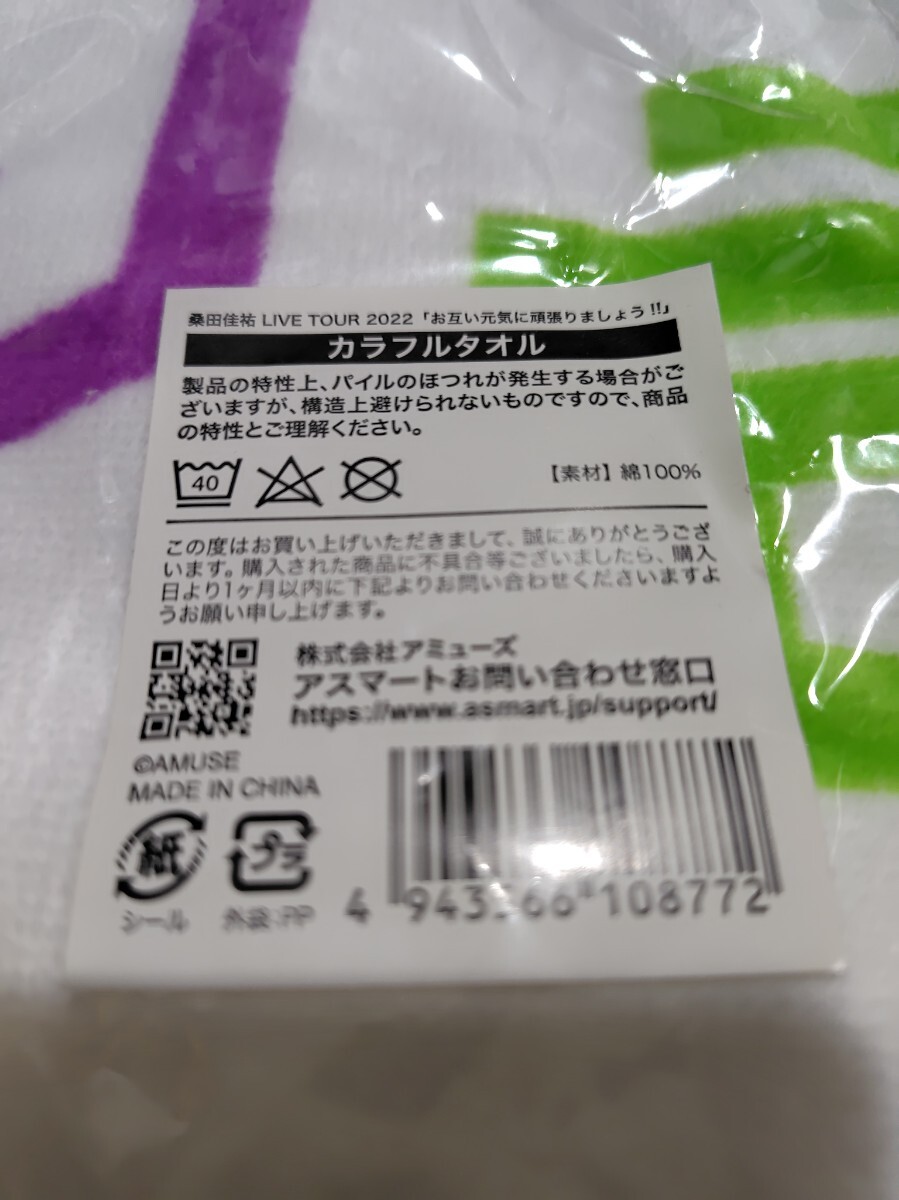 桑田佳祐 LIVE TOUR 2022「お互い元気に頑張りましょう!!」
カラフルタオル
製品の特性上、パイルのほつれが発生する場合がご
ざいますが、構造上避けられないものですので、商品
の特性とご理解ください。
40
【素材】綿100%
この度はお買い上げいただきまして、誠にありがとうござ
います。購入された商品に不具合等ございましたら、購入
日より1ヶ月以内に下記よりお問い合わせくださいますよ
うお願い申し上げます。
株式会社アミューズ
アスマートお問い合わせ窓口
https://www.asmart.jp/support/
©AMUSE
MADE IN CHINA
紙
シール
プラ
外袋:PP
4 943566 108772